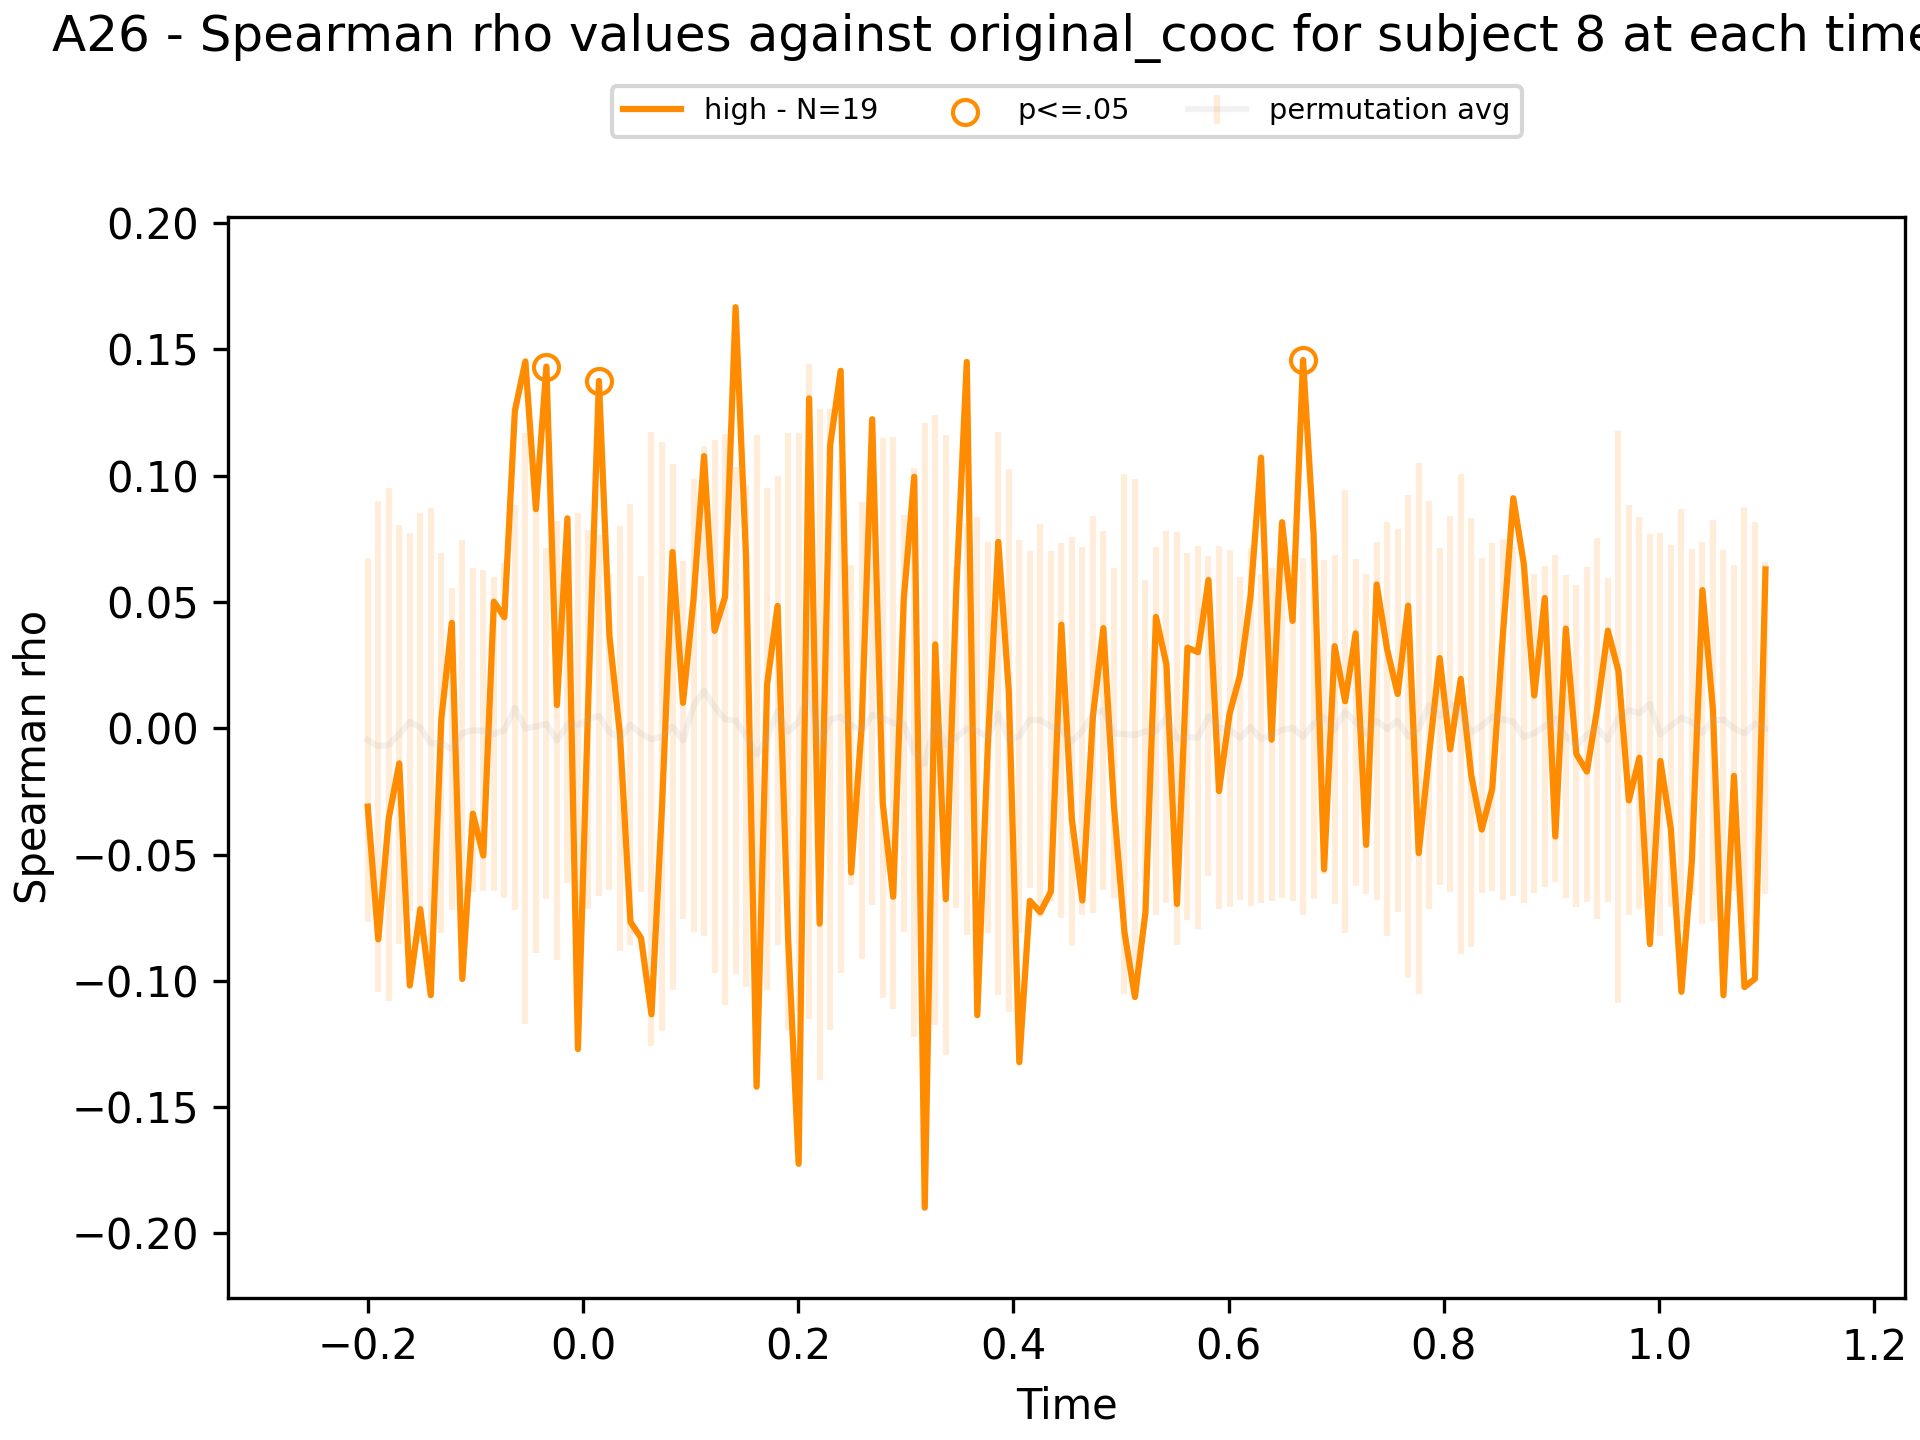 A26 - Spearman rho values against original_cooc for subject 8 at each time
high - N=19 p<=.05 permutation avg
0.20
0.15
0.10
0.05
0.00
−0.05
−0.10
−0.15
−0.20
Spearman rho
−0.2 0.0 0.2 0.4 0.6 0.8 1.0 1.2
Time